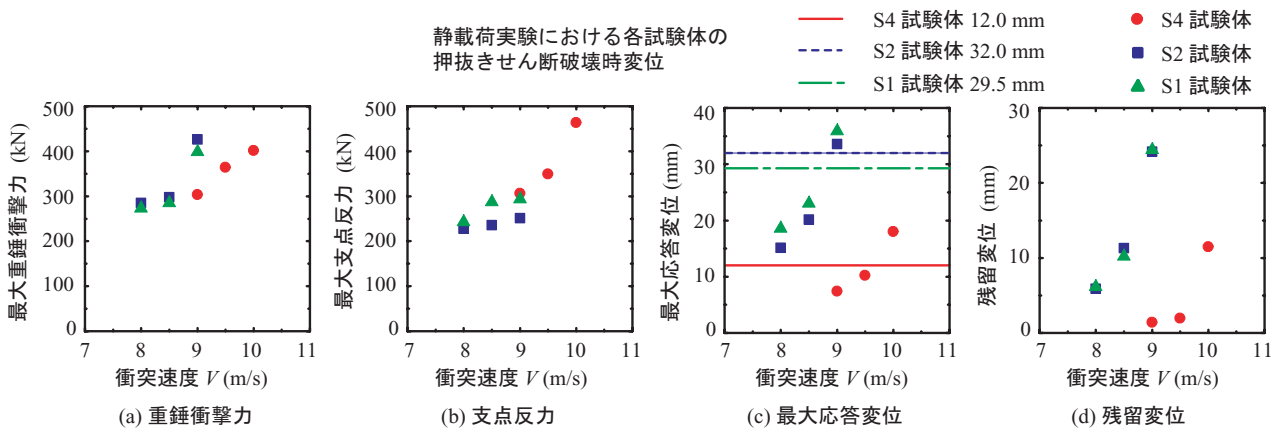 静載荷実験における各試験体の
押抜きせん断破壊時変位
S4 試験体 12.0 mm
S2 試験体 32.0 mm
S1 試験体 29.5 mm
S4 試験体
S2 試験体
S1 試験体
最大重錘衝撃力 (kN)
500
400
300
200
100
0
7 8 9 10 11
衝突速度 V (m/s)
(a) 重錘衝撃力
最大支点反力 (kN)
500
400
300
200
100
0
7 8 9 10 11
衝突速度 V (m/s)
(b) 支点反力
最大応答変位 (mm)
40
30
20
10
0
7 8 9 10 11
衝突速度 V (m/s)
(c) 最大応答変位
残留変位 (mm)
30
20
10
0
7 8 9 10 11
衝突速度 V (m/s)
(d) 残留変位